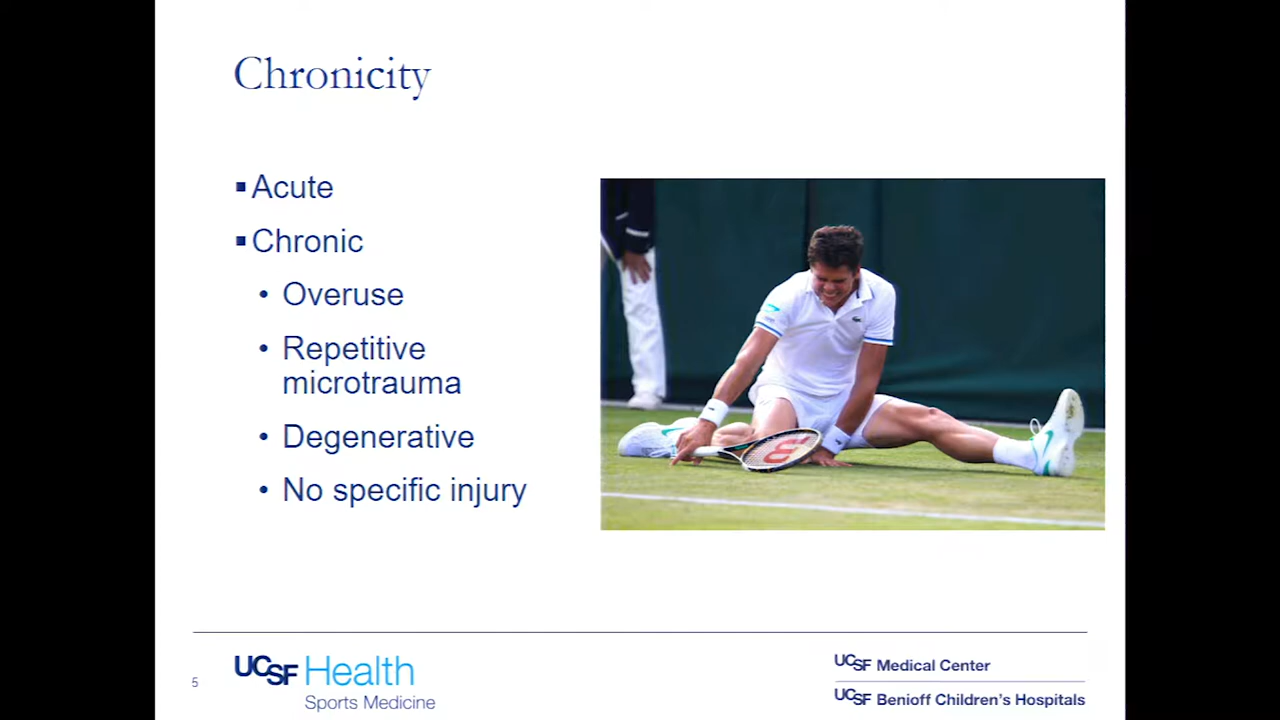 Chronicity
Acute
Chronic
Overuse
Repetitive
microtrauma
Degenerative
No specific injury
5
UCSF Health
Sports Medicine
UCSF Medical Center
UCSF Benioff Children's Hospitals